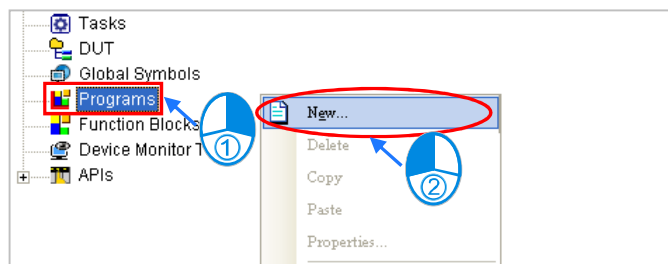 Tasks
DUT
Global Symbols
Programs
Function Blocks
Device Monitor T
APIs
①
New...
Delete
Copy
Paste
Properties...
②